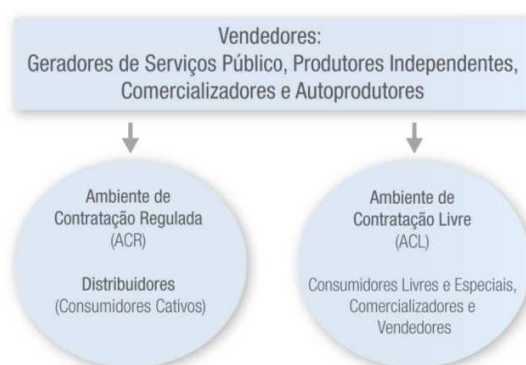 Vendedores:
Geradores de Serviços Público, Produtores Independentes,
Comercializadores e Autoprodutores
Ambiente de
Contratação Regulada
(ACR)
Distribuidores
(Consumidores Cativos)
Ambiente de
Contratação Livre
(ACL)
Consumidores Livres e Especiais,
Comercializadores e
Vendedores